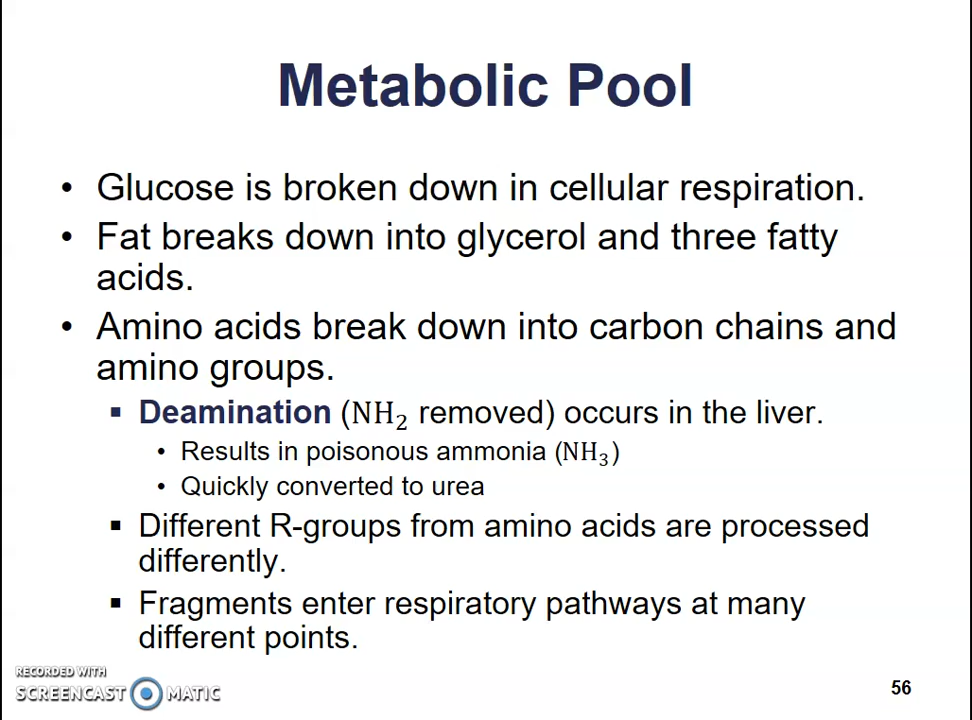 Metabolic Pool
• Glucose is broken down in cellular respiration.
• Fat breaks down into glycerol and three fatty
acids.
• Amino acids break down into carbon chains and
amino groups.
▪ Deamination (NH₂ removed) occurs in the liver.
• Results in poisonous ammonia (NH₃)
• Quickly converted to urea
▪ Different R-groups from amino acids are processed
differently.
▪ Fragments enter respiratory pathways at many
different points.
RECORDED WITH
SCREENCAST MATIC
56